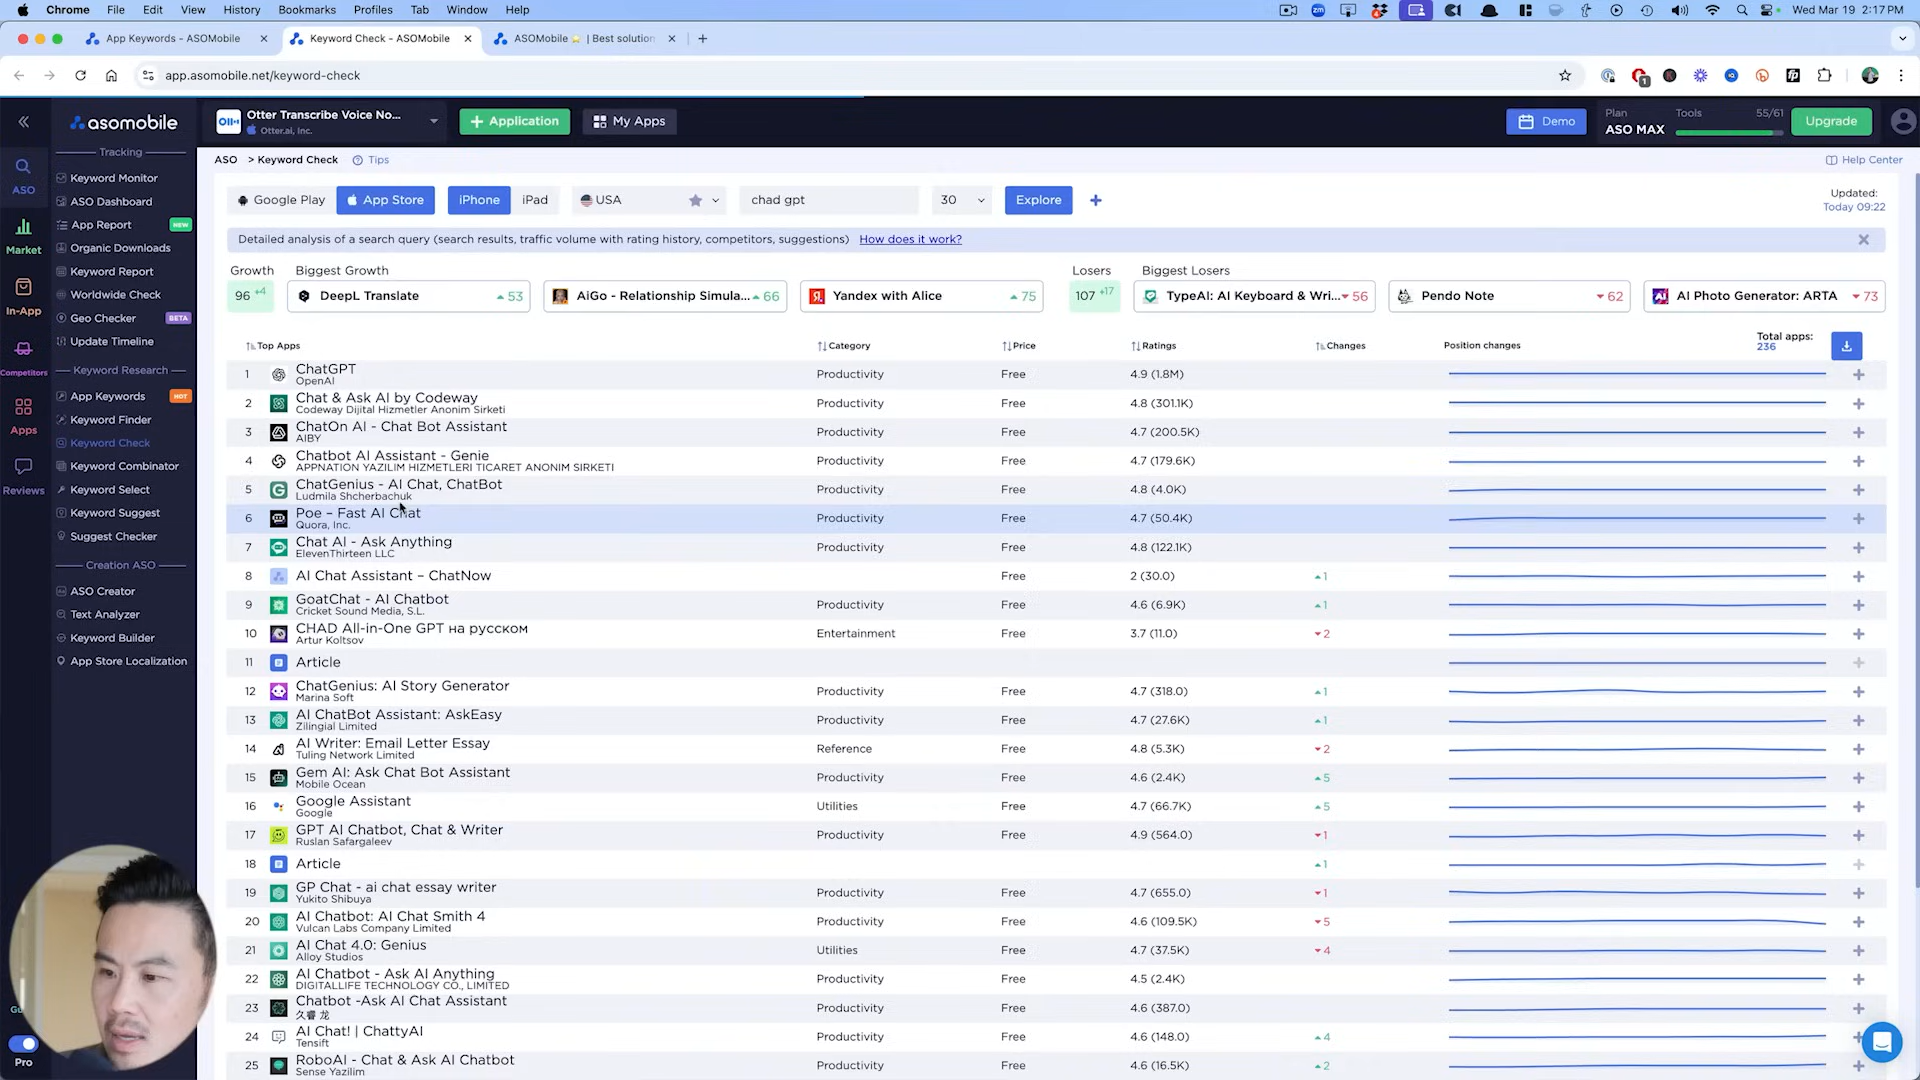 Chrome File Edit View History Bookmarks Profiles Tab Window Help
zm
Wed Mar 19 2:17PM
App Keywords - ASOMobile
Keyword Check - ASOMobile
ASOMobile | Best solution
app.asomobile.net/keyword-check
1
asomobile
Otter Transcribe Voice No...
Otter.ai, Inc.
Application
My Apps
Demo
Plan
ASO MAX
Tools 55/61
Upgrade
ASO
Market
In-App
Competitors
Apps
Reviews
Gu
Pro
Tracking
Keyword Monitor
ASO Dashboard
App Report NEW
Organic Downloads
Keyword Report
Worldwide Check
Geo Checker BETA
Update Timeline
Keyword Research
App Keywords HOT
Keyword Finder
Keyword Check
Keyword Combinator
Keyword Select
Keyword Suggest
Suggest Checker
Creation ASO
ASO Creator
Text Analyzer
Keyword Builder
App Store Localization
ASO > Keyword Check Tips
Help Center
Google Play App Store iPhone iPad USA chad gpt 30 Explore
Updated:
Today 09:22
Detailed analysis of a search query (search results, traffic volume with rating history, competitors, suggestions) How does it work?
Growth Biggest Growth Losers Biggest Losers
96 +4 DeepL Translate 53 AiGo - Relationship Simula... 66 Yandex with Alice 75 107 +17 TypeAI: AI Keyboard & Wri... 56 Pendo Note 62 AI Photo Generator: ARTA 73
Top Apps Category Price Ratings Changes Position changes Total apps:
236
1 ChatGPT Productivity Free 4.9 (1.8M)
OpenAI
2 Chat & Ask AI by Codeway Productivity Free 4.8 (301.1K)
Codeway Dijital Hizmetler Anonim Sirketi
3 ChatOn AI - Chat Bot Assistant Productivity Free 4.7 (200.5K)
AIBY
4 Chatbot AI Assistant - Genie Productivity Free 4.7 (179.6K)
APPNATION YAZILIM HIZMETLERI TICARET ANONIM SIRKETI
5 ChatGenius - AI Chat, ChatBot Productivity Free 4.8 (4.0K)
Ludmila Shcherbachuk
6 Poe – Fast AI Chat Productivity Free 4.7 (50.4K)
Quora, Inc.
7 Chat AI - Ask Anything Productivity Free 4.8 (122.1K)
ElevenThirteen LLC
8 AI Chat Assistant – ChatNow Free 2 (30.0) 1
9 GoatChat - AI Chatbot Productivity Free 4.6 (6.9K) 1
Cricket Sound Media, S.L.
10 CHAD All-in-One GPT на русском Entertainment Free 3.7 (11.0) 2
Artur Koltsov
11 Article
12 ChatGenius: AI Story Generator Productivity Free 4.7 (318.0) 1
Marina Soft
13 AI ChatBot Assistant: AskEasy Productivity Free 4.7 (27.6K) 1
Zilingial Limited
14 AI Writer: Email Letter Essay Reference Free 4.8 (5.3K) 2
Tuling Network Limited
15 Gem AI: Ask Chat Bot Assistant Productivity Free 4.6 (2.4K) 5
Mobile Ocean
16 Google Assistant Utilities Free 4.7 (66.7K) 5
Google
17 GPT AI Chatbot, Chat & Writer Productivity Free 4.9 (564.0) 1
Ruslan Safargaleev
18 Article 1
19 GP Chat - ai chat essay writer Productivity Free 4.7 (655.0) 1
Yukito Shibuya
20 AI Chatbot: AI Chat Smith 4 Productivity Free 4.6 (109.5K) 5
Vulcan Labs Company Limited
21 AI Chat 4.0: Genius Utilities Free 4.7 (37.5K) 4
Alloy Studios
22 AI Chatbot - Ask AI Anything Productivity Free 4.5 (2.4K)
DIGITALLIFE TECHNOLOGY CO., LIMITED
23 Chatbot -Ask AI Chat Assistant Productivity Free 4.6 (387.0)
久睿 龙
24 AI Chat! | ChattyAI Productivity Free 4.6 (148.0) 4
Tensift
25 RoboAI - Chat & Ask AI Chatbot Productivity Free 4.6 (16.5K) 2
Sense Yazilim